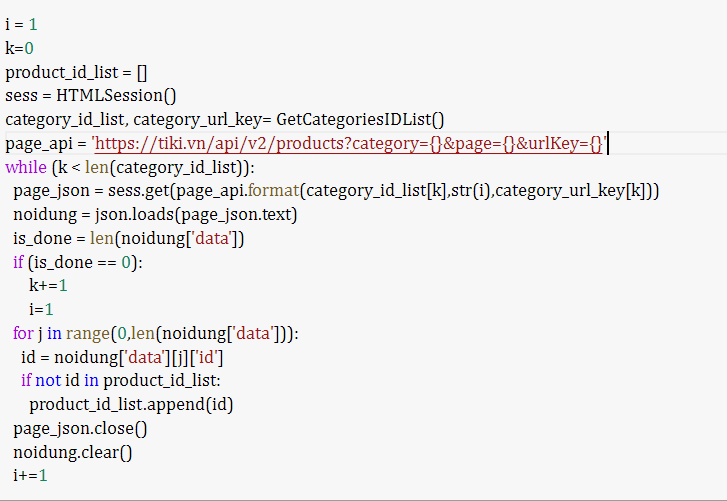 i = 1
k=0
product_id_list = []
sess = HTMLSession()
category_id_list, category_url_key= GetCategoriesIDList()
page_api = 'https://tiki.vn/api/v2/products?category={}&page={}&urlKey={}'
while (k < len(category_id_list)):
page_json = sess.get(page_api.format(category_id_list[k],str(i),category_url_key[k]))
noidung = json.loads(page_json.text)
is_done = len(noidung['data'])
if (is_done == 0):
k+=1
i=1
for j in range(0,len(noidung['data'])):
id = noidung['data'][j]['id']
if not id in product_id_list:
product_id_list.append(id)
page_json.close()
noidung.clear()
i+=1